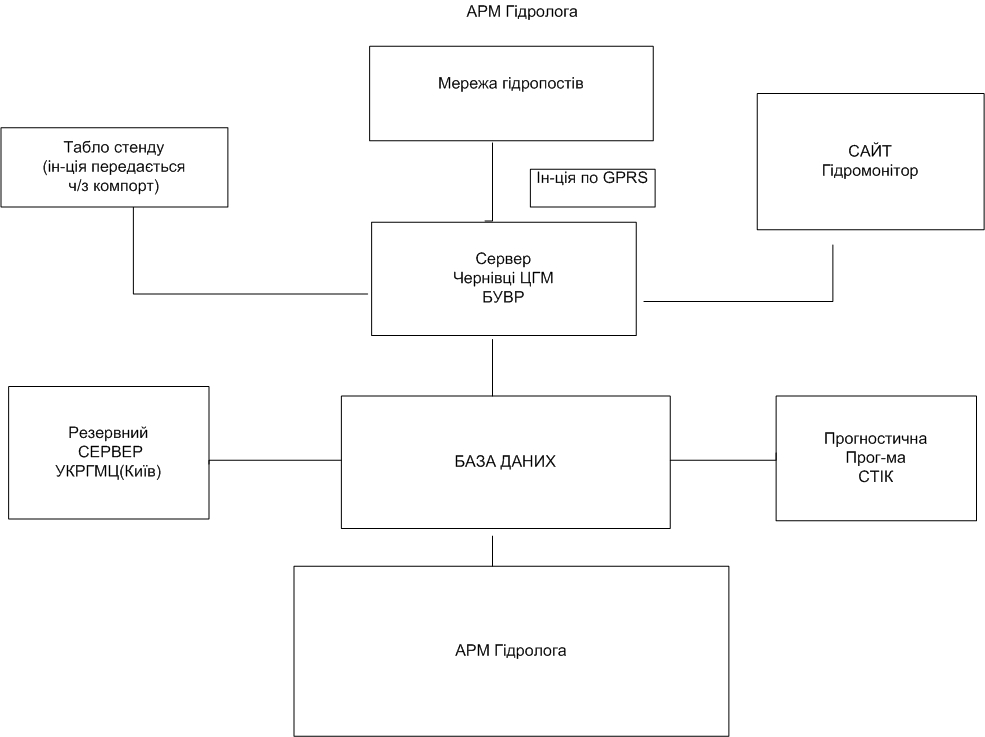 АРМ Гідролога
Мережа гідропостів
Табло стенду
(ін-ція передається
ч/з компорт)
САЙТ
Гідромонітор
Ін-ція по GPRS
Сервер
Чернівці ЦГМ
БУВР
Резервний
СЕРВЕР
УКРГМЦ(Київ)
БАЗА ДАНИХ
Прогностична
Прог-ма
СТІК
АРМ Гідролога